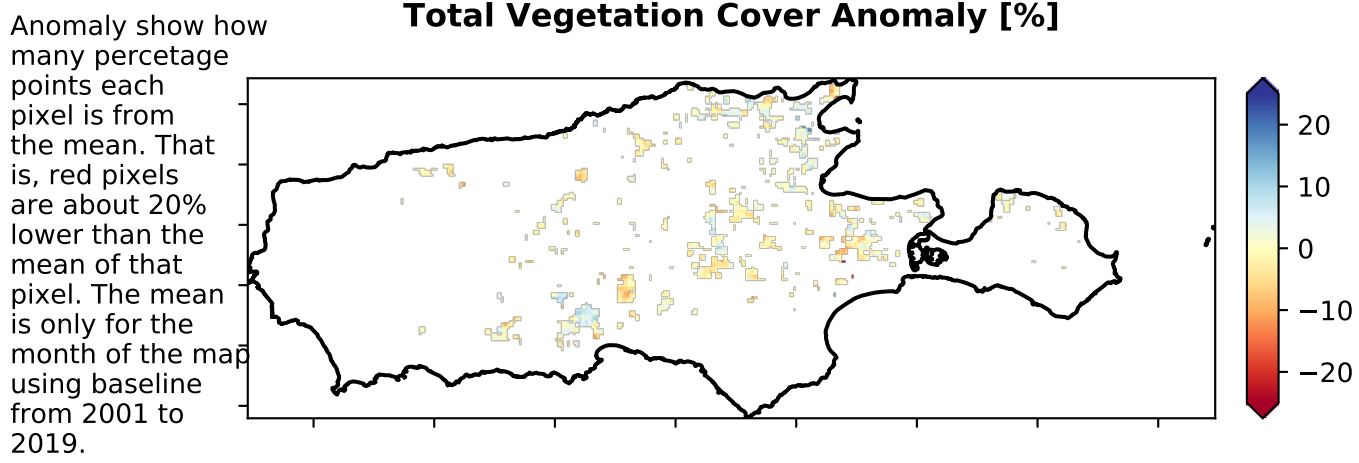 Total Vegetation Cover Anomaly [%]
Anomaly show how
many percetage
points each
pixel is from
the mean. That
is, red pixels
are about 20%
lower than the
mean of that
pixel. The mean
is only for the
month of the map
using baseline
from 2001 to
2019.
20
10
0
−10
−20